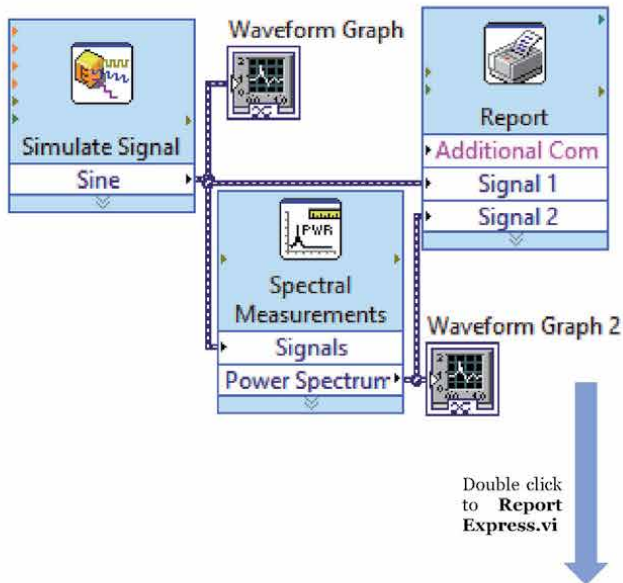 Waveform Graph
Simulate Signal
Sine
Report
Additional Com
Signal 1
Signal 2
PWR
Spectral
Measurements
Signals
Power Spectrum
Waveform Graph 2
Double click
to Report
Express.vi